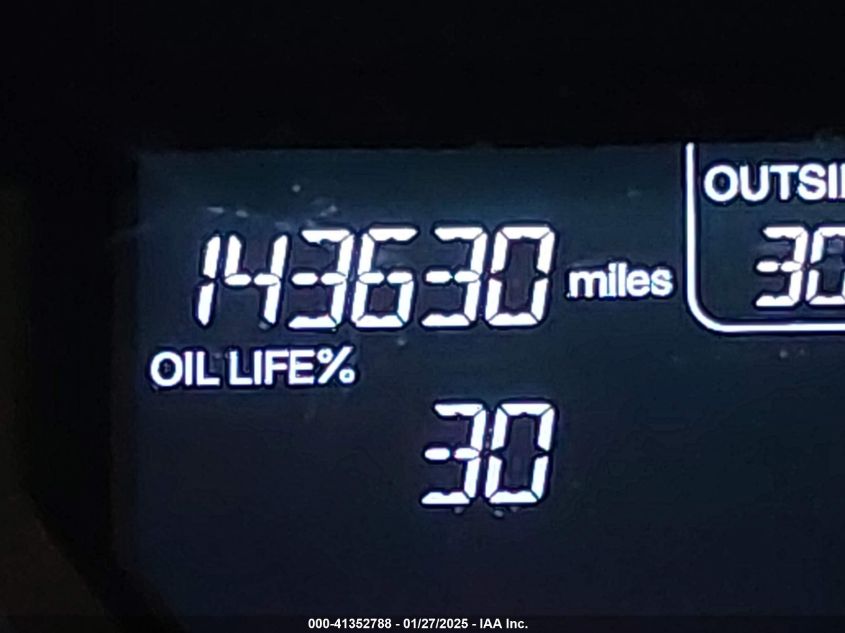 OUTSI
143630 miles
30
OIL LIFE%
30
000-41352788 - 01/27/2025 - IAA Inc.